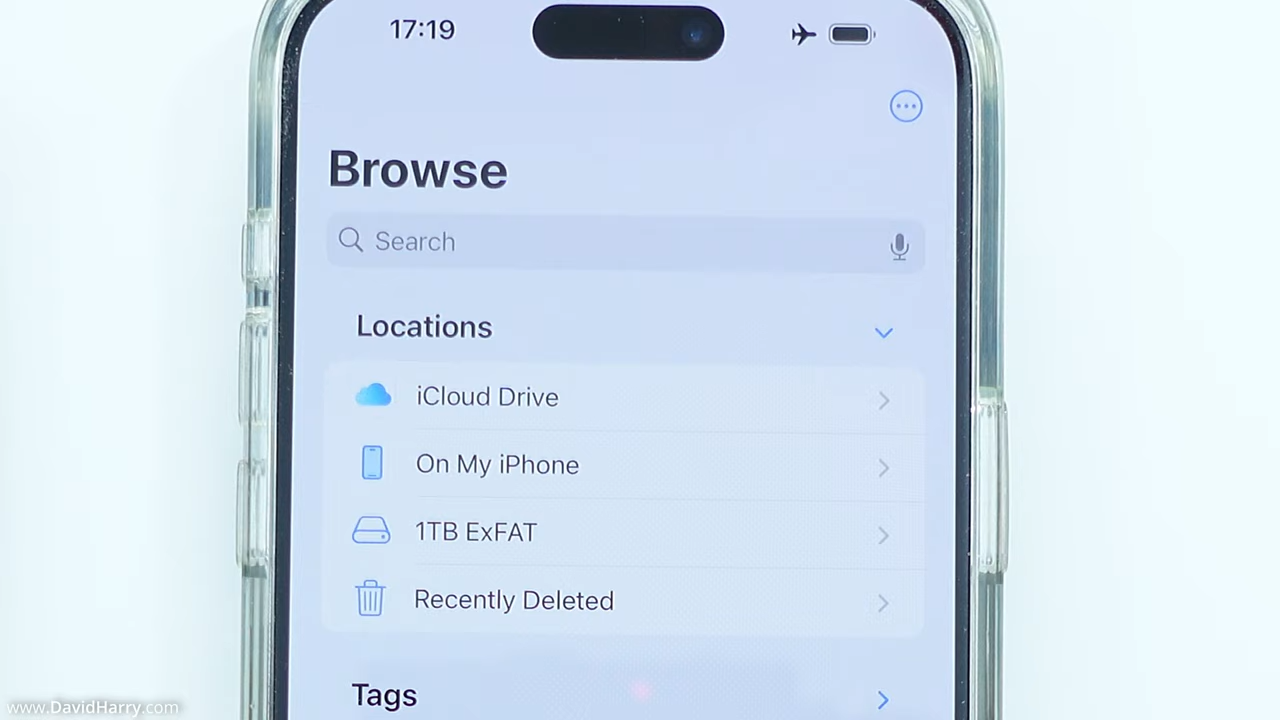 17:19
Browse
Search
Locations
iCloud Drive
On My iPhone
1TB ExFAT
Recently Deleted
Tags
www.DavidHarry.com